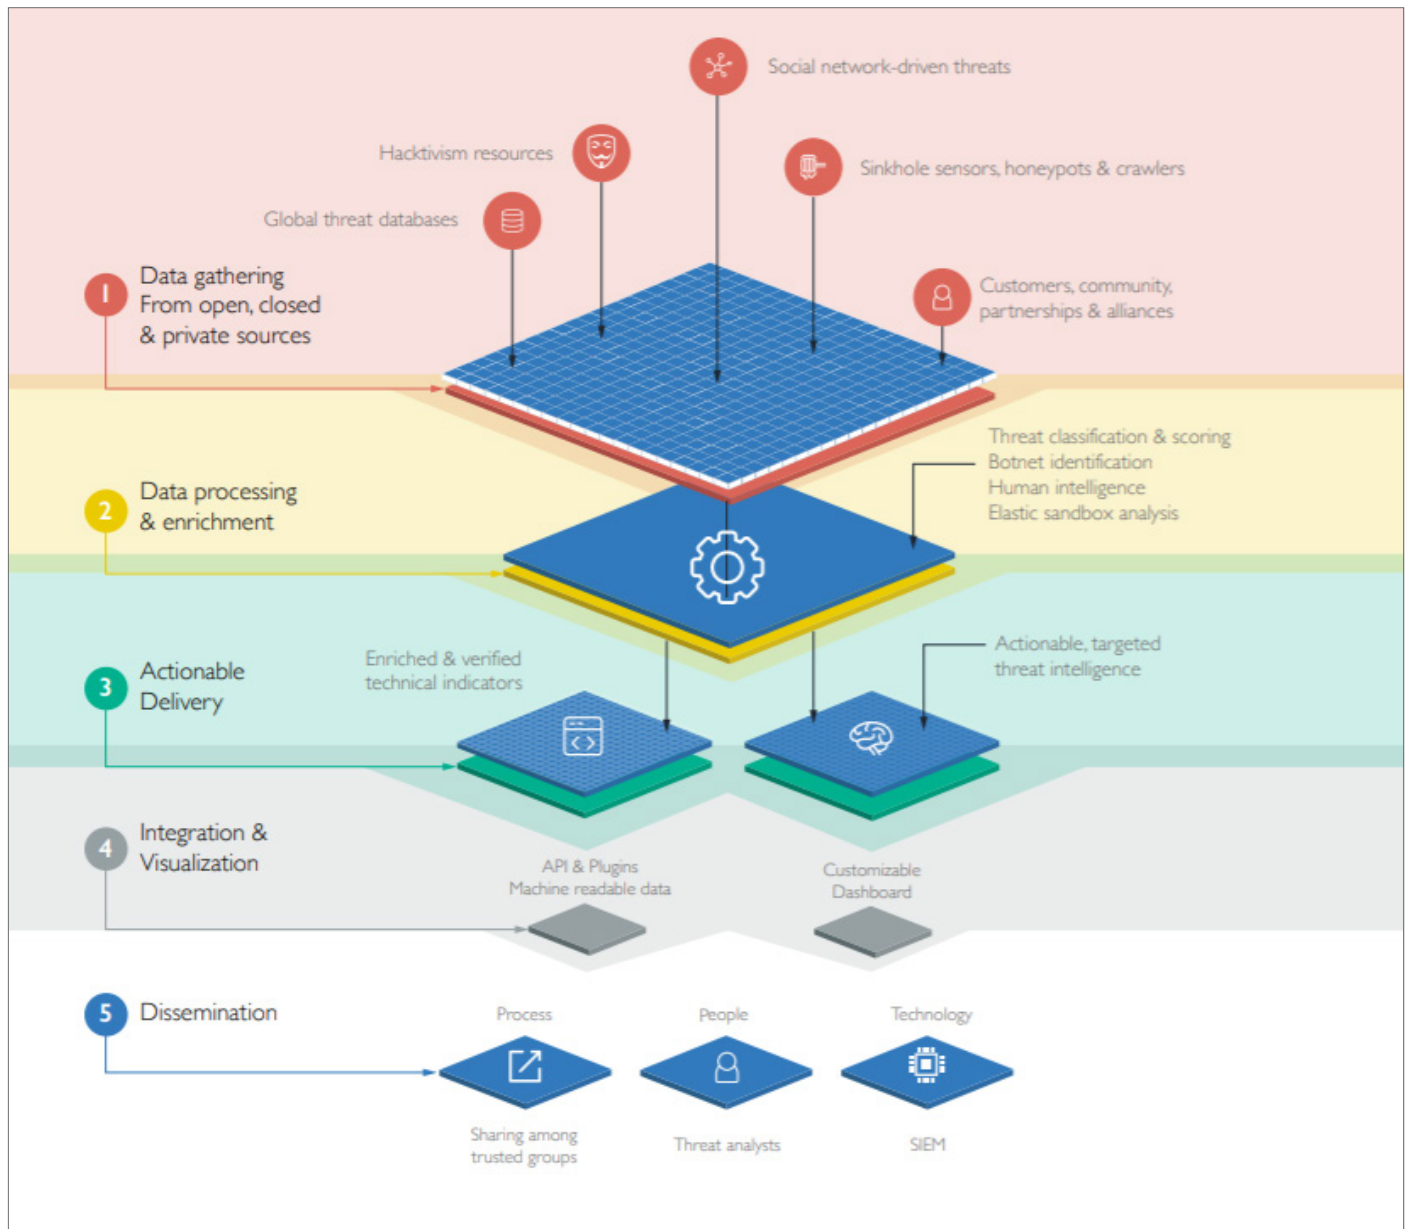 Social network-driven threats
Hacktivism resources
Sinkhole sensors, honeypots & crawlers
Global threat databases
1
Data gathering
From open, closed
& private sources
Customers, community,
partnerships & alliances
Threat classification & scoring
Botnet identification
Human intelligence
Elastic sandbox analysis
2
Data processing
& enrichment
3
Actionable
Delivery
Enriched & verified
technical indicators
Actionable, targeted
threat intelligence
4
Integration &
Visualization
API & Plugins
Machine readable data
Customizable
Dashboard
5
Dissemination
Process
People
Technology
Sharing among
trusted groups
Threat analysts
SIEM